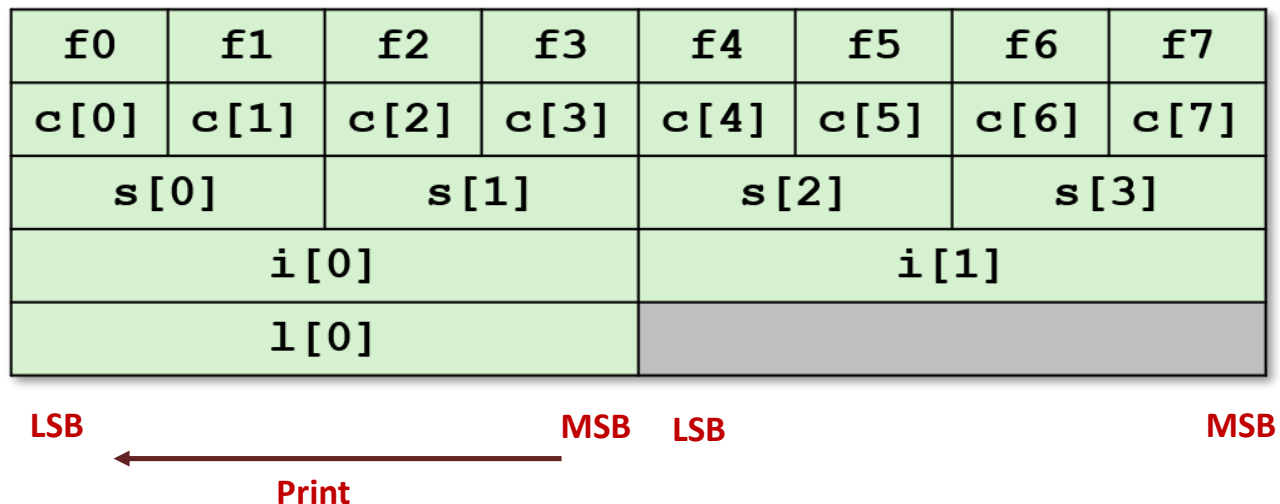 f0 f1 f2 f3 f4 f5 f6 f7
c[0] c[1] c[2] c[3] c[4] c[5] c[6] c[7]
s[0] s[1] s[2] s[3]
i[0] i[1]
l[0]
LSB MSB LSB MSB
Print